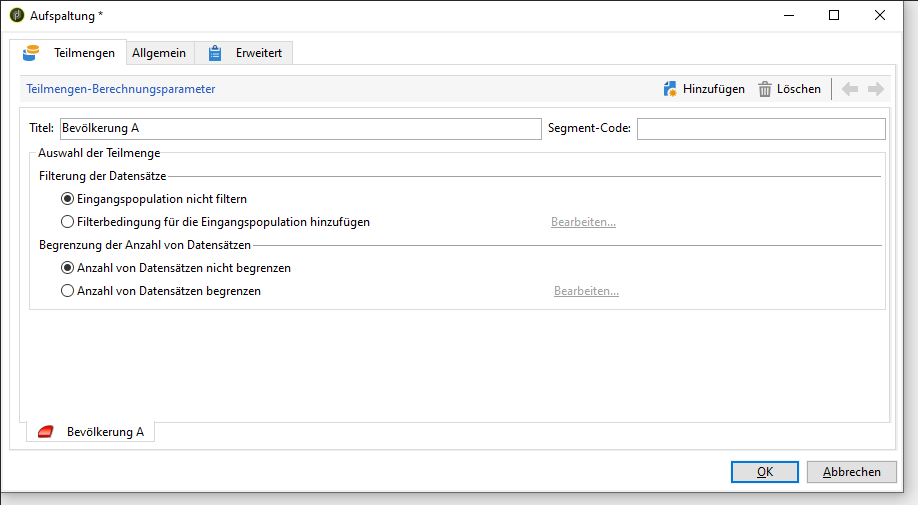 Aufspaltung *
Teilmengen Allgemein Erweitert
Teilmengen-Berechnungsparameter Hinzufügen Löschen
Titel: Bevölkerung A Segment-Code:
Auswahl der Teilmenge
Filterung der Datensätze
Eingangspopulation nicht filtern
Filterbedingung für die Eingangspopulation hinzufügen Bearbeiten...
Begrenzung der Anzahl von Datensätzen
Anzahl von Datensätzen nicht begrenzen
Anzahl von Datensätzen begrenzen Bearbeiten...
Bevölkerung A
OK Abbrechen